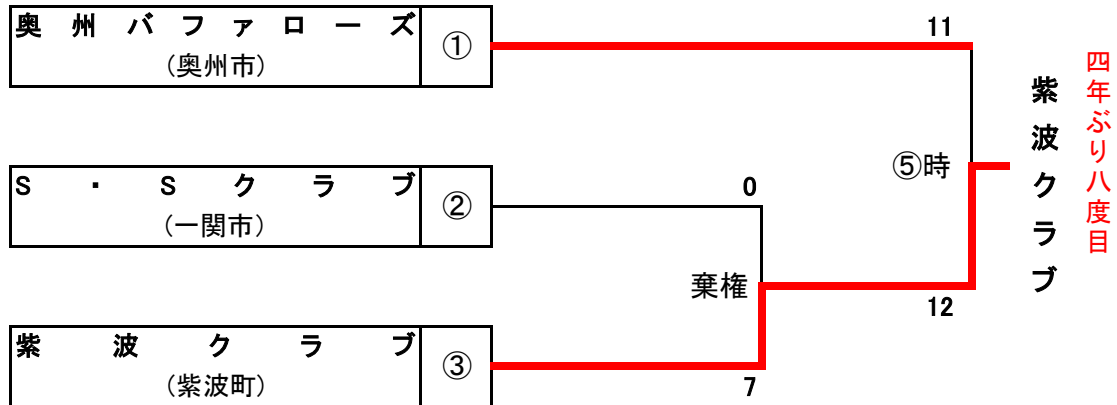 奥州バファローズ
(奥州市)
①
11
S・Sクラブ
(一関市)
②
0
⑤時
棄権
紫波クラブ
(紫波町)
③
7
12
紫波クラブ
四年ぶり八度目